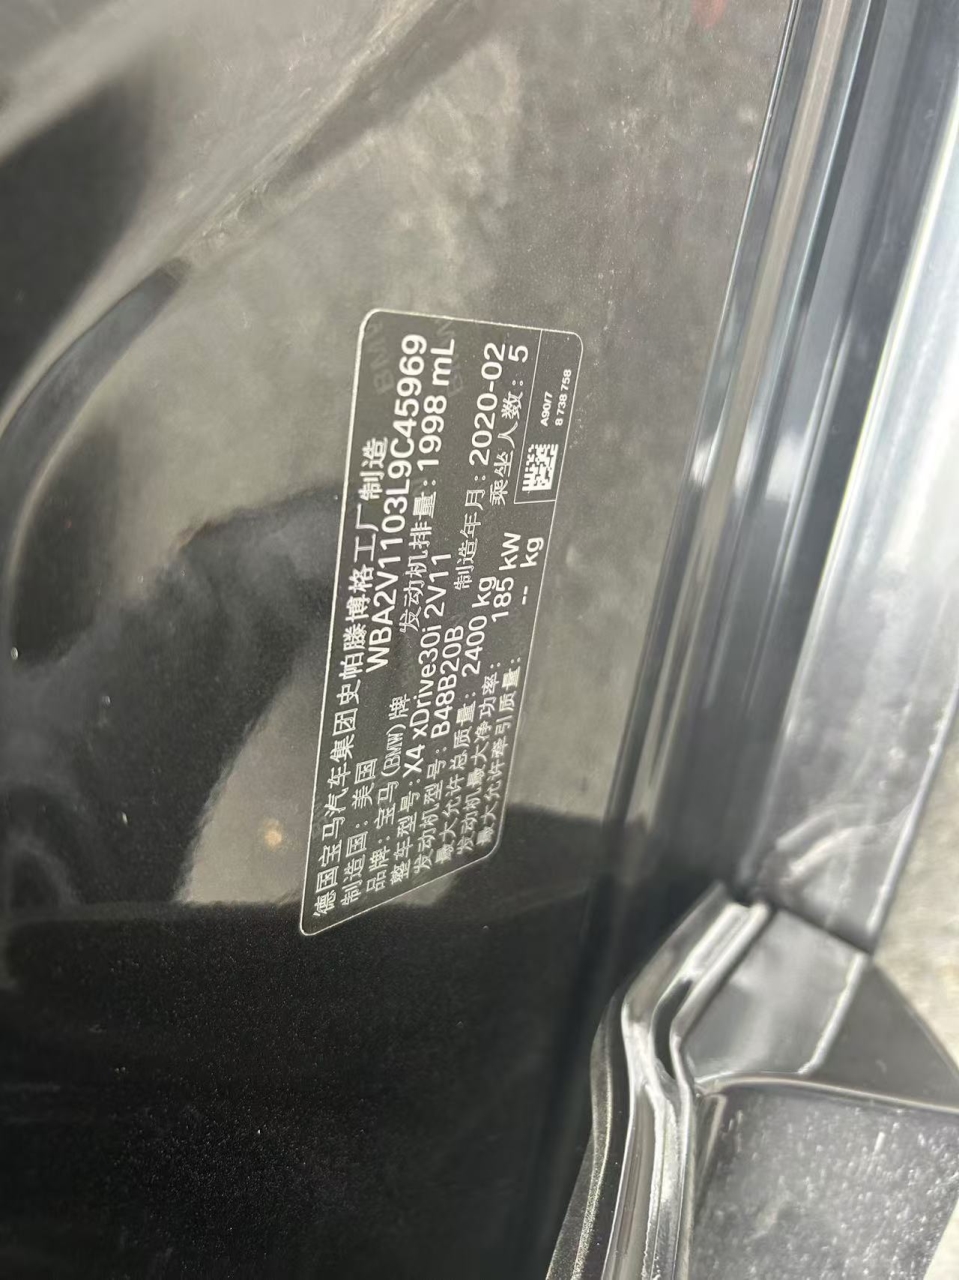 德国宝马汽车集团史帕滕博格工厂制造
制造国：美国 WBA2V1103L9C45969
品牌：宝马(BMW)牌 发动机排量：1998 mL
整车型号：X4 xDrive30i 2V11
发动机型号：B48B20B 制造年月：2020-02
最大允许总质量：2400 kg 乘坐人数：5
发动机最大净功率：185 kW
最大允许牵引质量：-- kg
A90/7
8 738 758